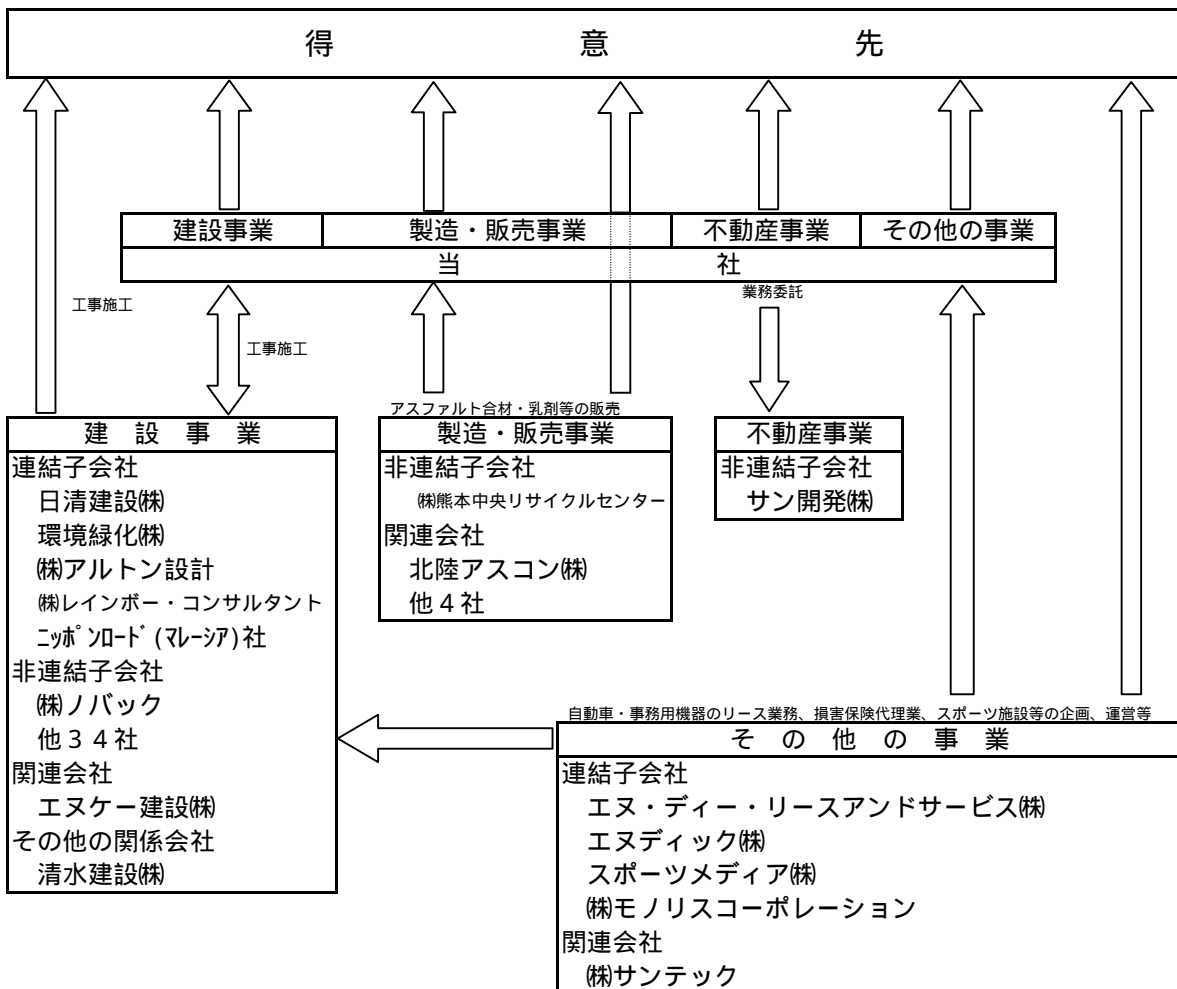 得意先
建設事業 製造・販売事業 不動産事業 その他の事業
当社
工事施工
工事施工
業務委託
アスファルト合材・乳剤等の販売
建設事業
連結子会社
日清建設㈱
環境緑化㈱
㈱アルトン設計
㈱レインボー・コンサルタント
ニッポンロード(マレーシア)社
非連結子会社
㈱ノバック
他34社
関連会社
エヌケー建設㈱
その他の関係会社
清水建設㈱
製造・販売事業
非連結子会社
㈱熊本中央リサイクルセンター
関連会社
北陸アスコン㈱
他4社
不動産事業
非連結子会社
サン開発㈱
自動車・事務用機器のリース業務、損害保険代理業、スポーツ施設等の企画、運営等
その他の事業
連結子会社
エヌ・ディー・リースアンドサービス㈱
エヌディック㈱
スポーツメディア㈱
㈱モノリスコーポレーション
関連会社
㈱サンテック